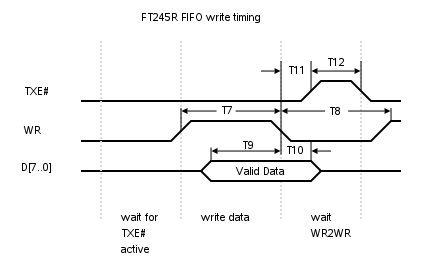 FT245R FIFO write timing
T11 T12
TXE#
T7 T8
WR
T9 T10
D[7..0] Valid Data
wait for write data wait
TXE# WR2WR
active